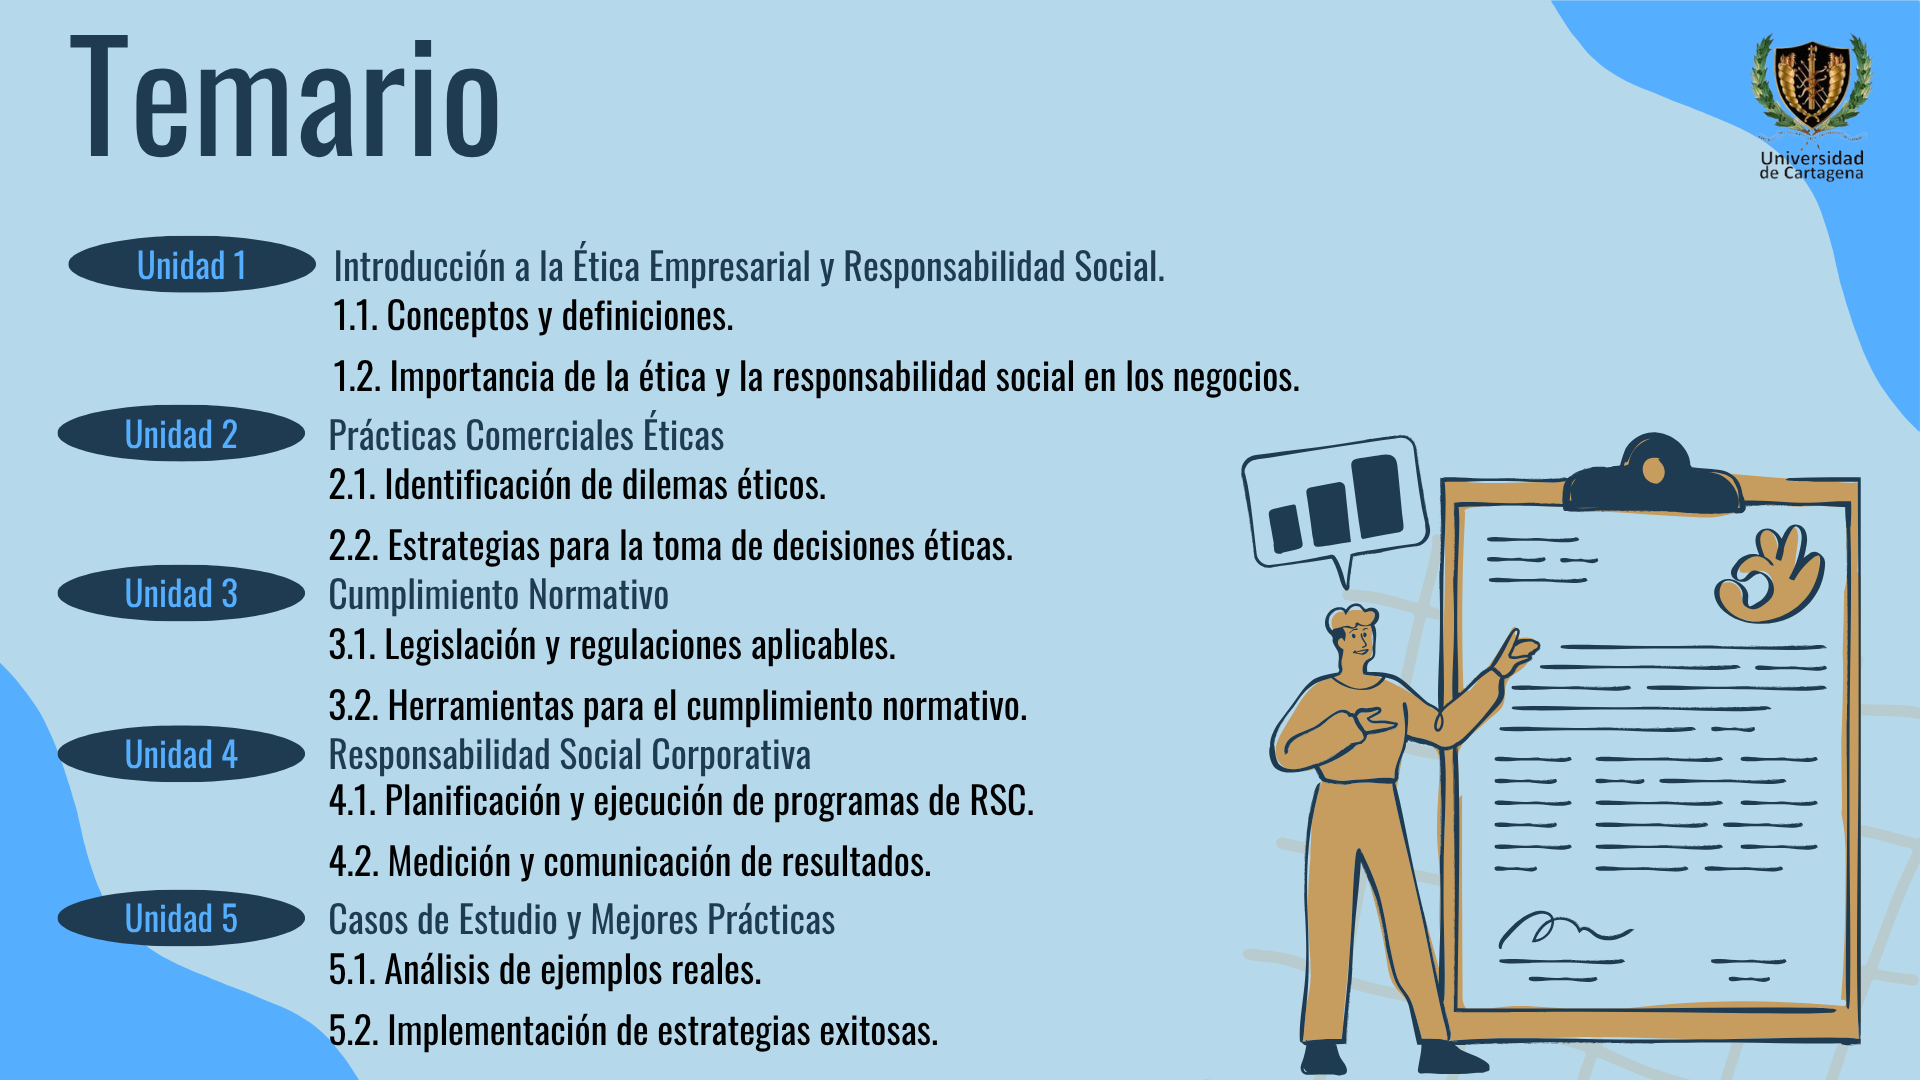 Temario
Universidad
de Cartagena
Unidad 1
Introducción a la Ética Empresarial y Responsabilidad Social.
1.1. Conceptos y definiciones.
1.2. Importancia de la ética y la responsabilidad social en los negocios.
Unidad 2
Prácticas Comerciales Éticas
2.1. Identificación de dilemas éticos.
2.2. Estrategias para la toma de decisiones éticas.
Unidad 3
Cumplimiento Normativo
3.1. Legislación y regulaciones aplicables.
3.2. Herramientas para el cumplimiento normativo.
Unidad 4
Responsabilidad Social Corporativa
4.1. Planificación y ejecución de programas de RSC.
4.2. Medición y comunicación de resultados.
Unidad 5
Casos de Estudio y Mejores Prácticas
5.1. Análisis de ejemplos reales.
5.2. Implementación de estrategias exitosas.